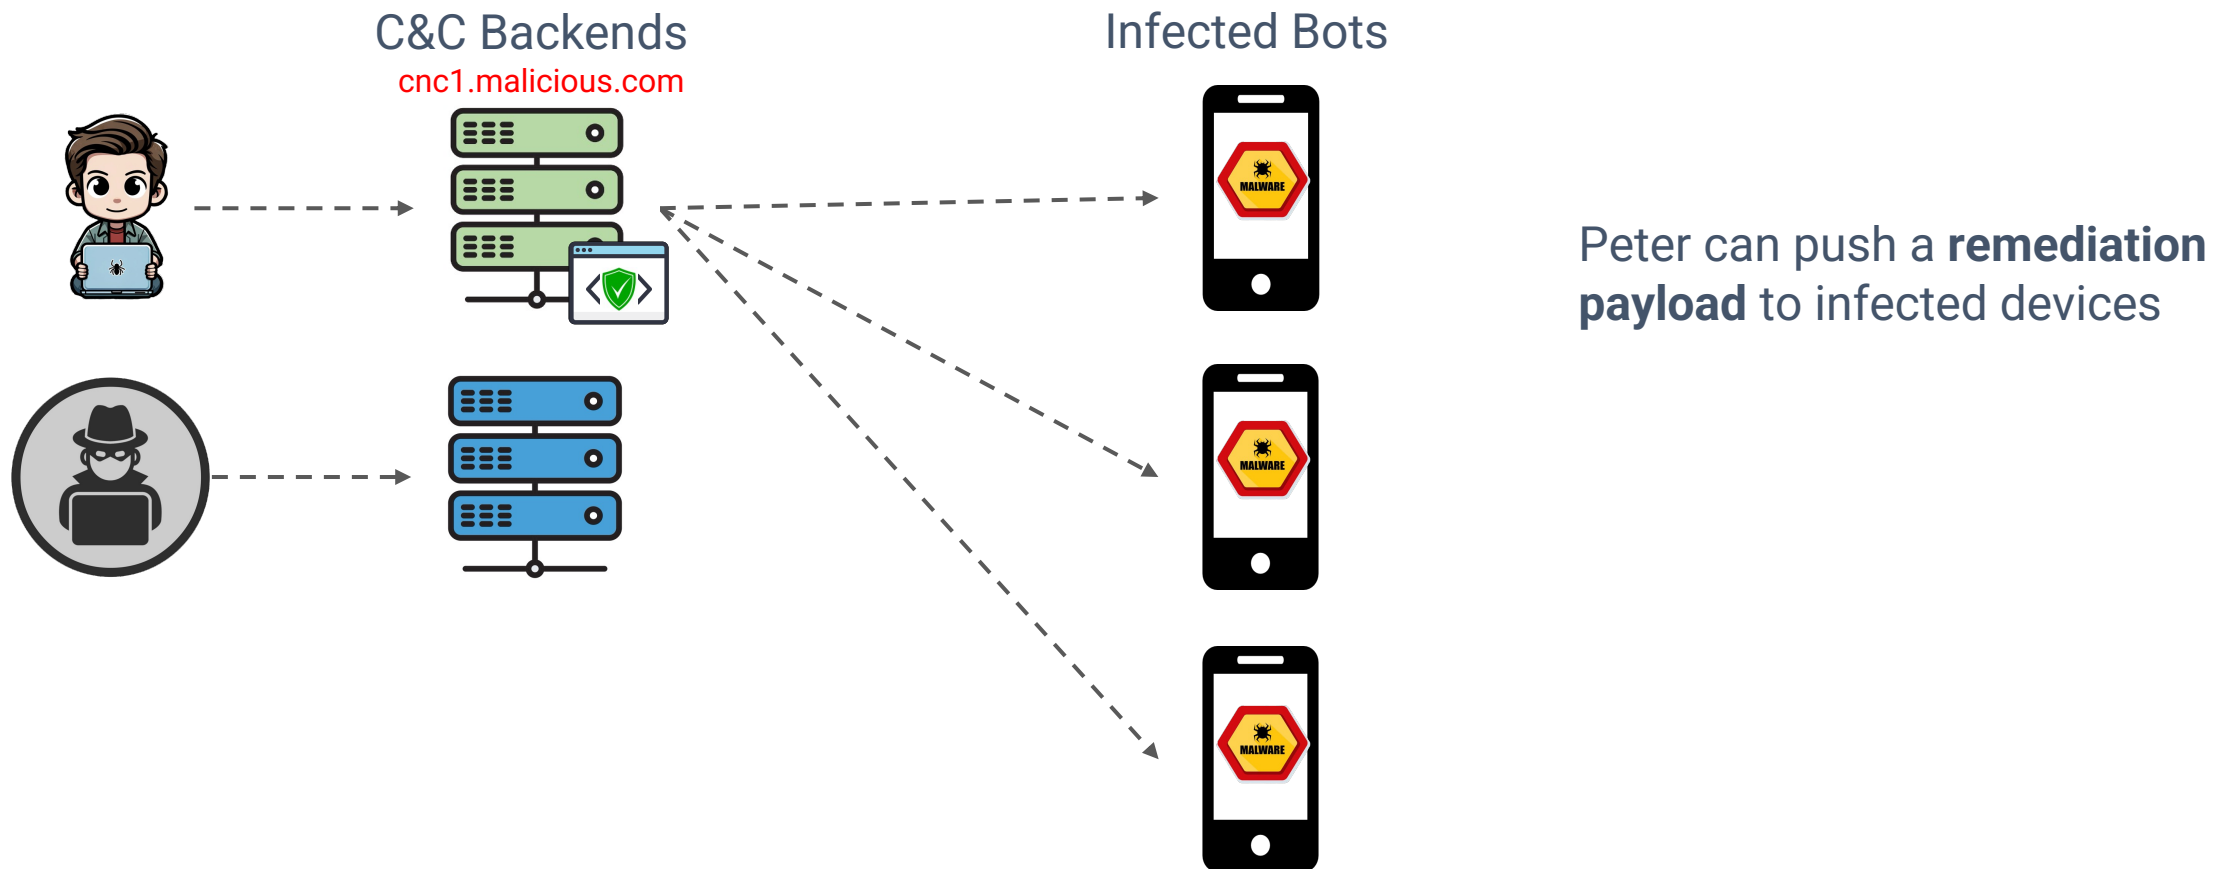 C&C Backends
cnc1.malicious.com
Infected Bots
MALWARE
Peter can push a remediation
payload to infected devices
MALWARE
MALWARE